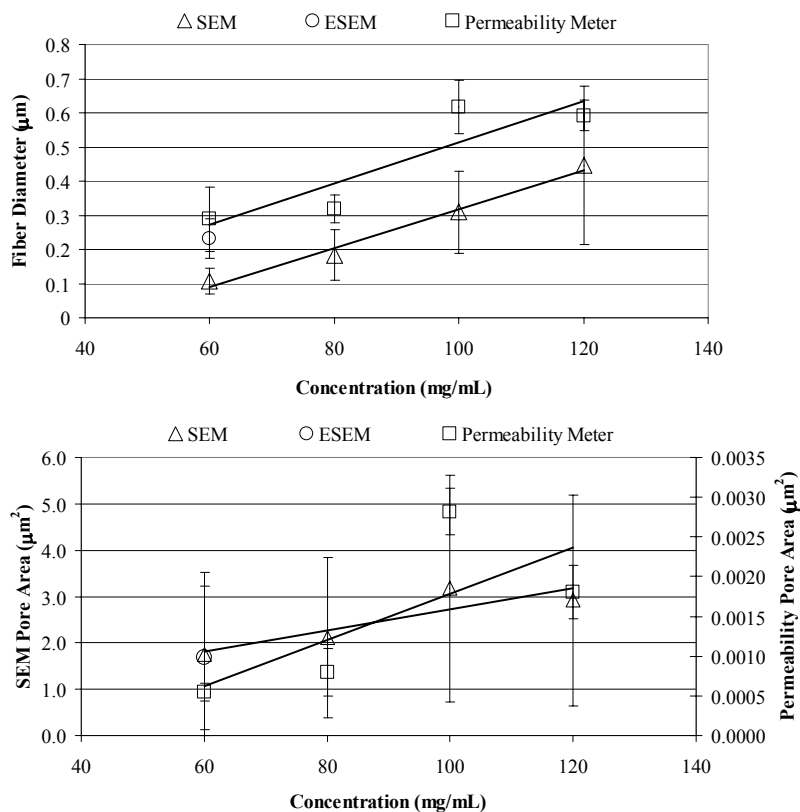 SEM ESEM Permeability Meter
0.8
0.7
0.6
0.5
0.4
0.3
0.2
0.1
0
Fiber Diameter (μm)
40 60 80 100 120 140
Concentration (mg/mL)
SEM ESEM Permeability Meter
6.0
5.0
4.0
3.0
2.0
1.0
0.0
SEM Pore Area (μm²)
0.0035
0.0030
0.0025
0.0020
0.0015
0.0010
0.0005
0.0000
Permeability Pore Area (μm²)
40 60 80 100 120 140
Concentration (mg/mL)